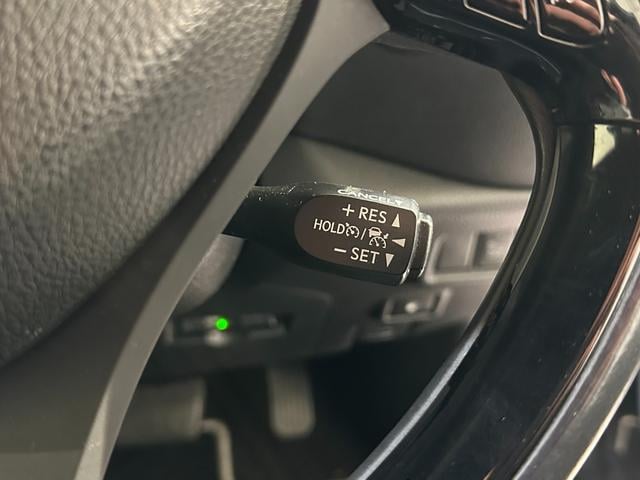 CANCEL
+ RES ▲
HOLD / ◀
− SET ▼